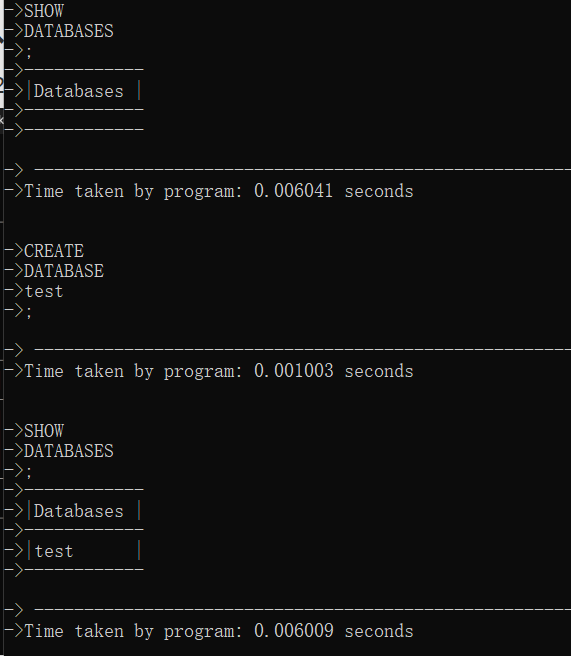 ->SHOW
->DATABASES
->;
->------------
->|Databases |
->------------
->------------
-> ------------------------------------------------------
->Time taken by program: 0.006041 seconds
->CREATE
->DATABASE
->test
->;
-> ------------------------------------------------------
->Time taken by program: 0.001003 seconds
->SHOW
->DATABASES
->;
->------------
->|Databases |
->------------
->|test      |
->------------
-> ------------------------------------------------------
->Time taken by program: 0.006009 seconds